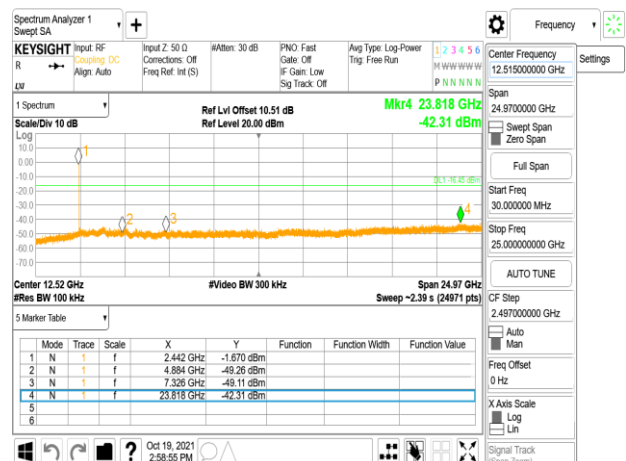 Spectrum Analyzer 1
Swept SA
Frequency
KEYSIGHT
Input: RF
Coupling: DC
Align: Auto
Input Z: 50 Ω
Corrections: Off
Freq Ref: Int (S)
#Atten: 30 dB
PNO: Fast
Gate: Off
IF Gain: Low
Sig Track: Off
Avg Type: Log-Power
Trig: Free Run
1 2 3 4 5 6
M W W W W W
P N N N N N
R
LXI
Center Frequency
12.515000000 GHz
Settings
Span
24.9700000 GHz
Swept Span
Zero Span
Full Span
Start Freq
30.000000 MHz
Stop Freq
25.000000000 GHz
AUTO TUNE
CF Step
2.497000000 GHz
Auto
Man
Freq Offset
0 Hz
X Axis Scale
Log
Lin
Signal Track
(Span Zoom)
1 Spectrum
Scale/Div 10 dB
Ref Lvl Offset 10.51 dB
Ref Level 20.00 dBm
Mkr4 23.818 GHz
-42.31 dBm
Log
10.0
0.00
-10.0
-20.0
-30.0
-40.0
-50.0
-60.0
-70.0
1
2
3
4
DL1 -16.45 dBm
Center 12.52 GHz
#Res BW 100 kHz
#Video BW 300 kHz
Span 24.97 GHz
Sweep ~2.39 s (24971 pts)
5 Marker Table
Mode Trace Scale X Y Function Function Width Function Value
1 N 1 f 2.442 GHz -1.670 dBm
2 N 1 f 4.884 GHz -49.26 dBm
3 N 1 f 7.326 GHz -49.11 dBm
4 N 1 f 23.818 GHz -42.31 dBm
5
6
?
Oct 19, 2021
2:58:55 PM